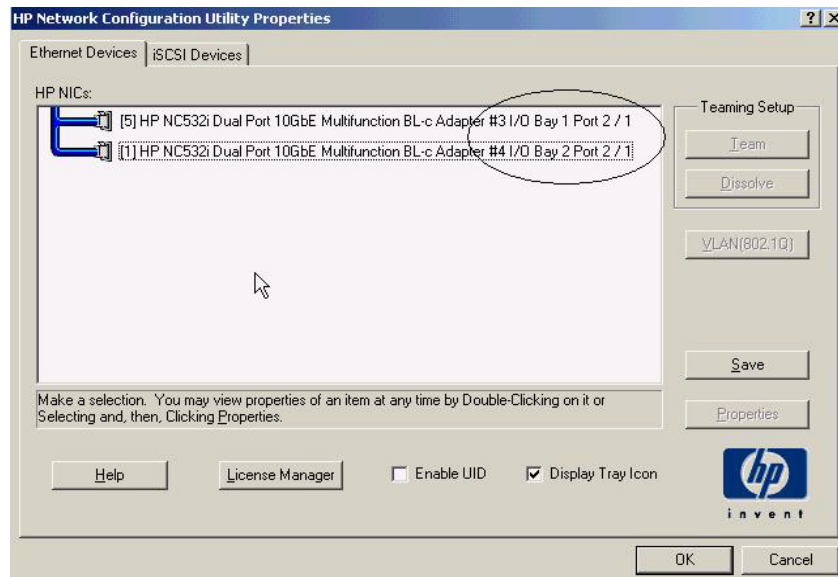 HP Network Configuration Utility Properties
Ethernet Devices
iSCSI Devices
HP NICs:
[5] HP NC532i Dual Port 10GbE Multifunction BL-c Adapter #3 I/O Bay 1 Port 2 / 1
[1] HP NC532i Dual Port 10GbE Multifunction BL-c Adapter #4 I/O Bay 2 Port 2 / 1
Teaming Setup
Team
Dissolve
VLAN(802.1Q)
Save
Make a selection. You may view properties of an item at any time by Double-Clicking on it or
Selecting and, then, Clicking Properties.
Properties
Help
License Manager
Enable UID
Display Tray Icon
hp
invent
OK
Cancel